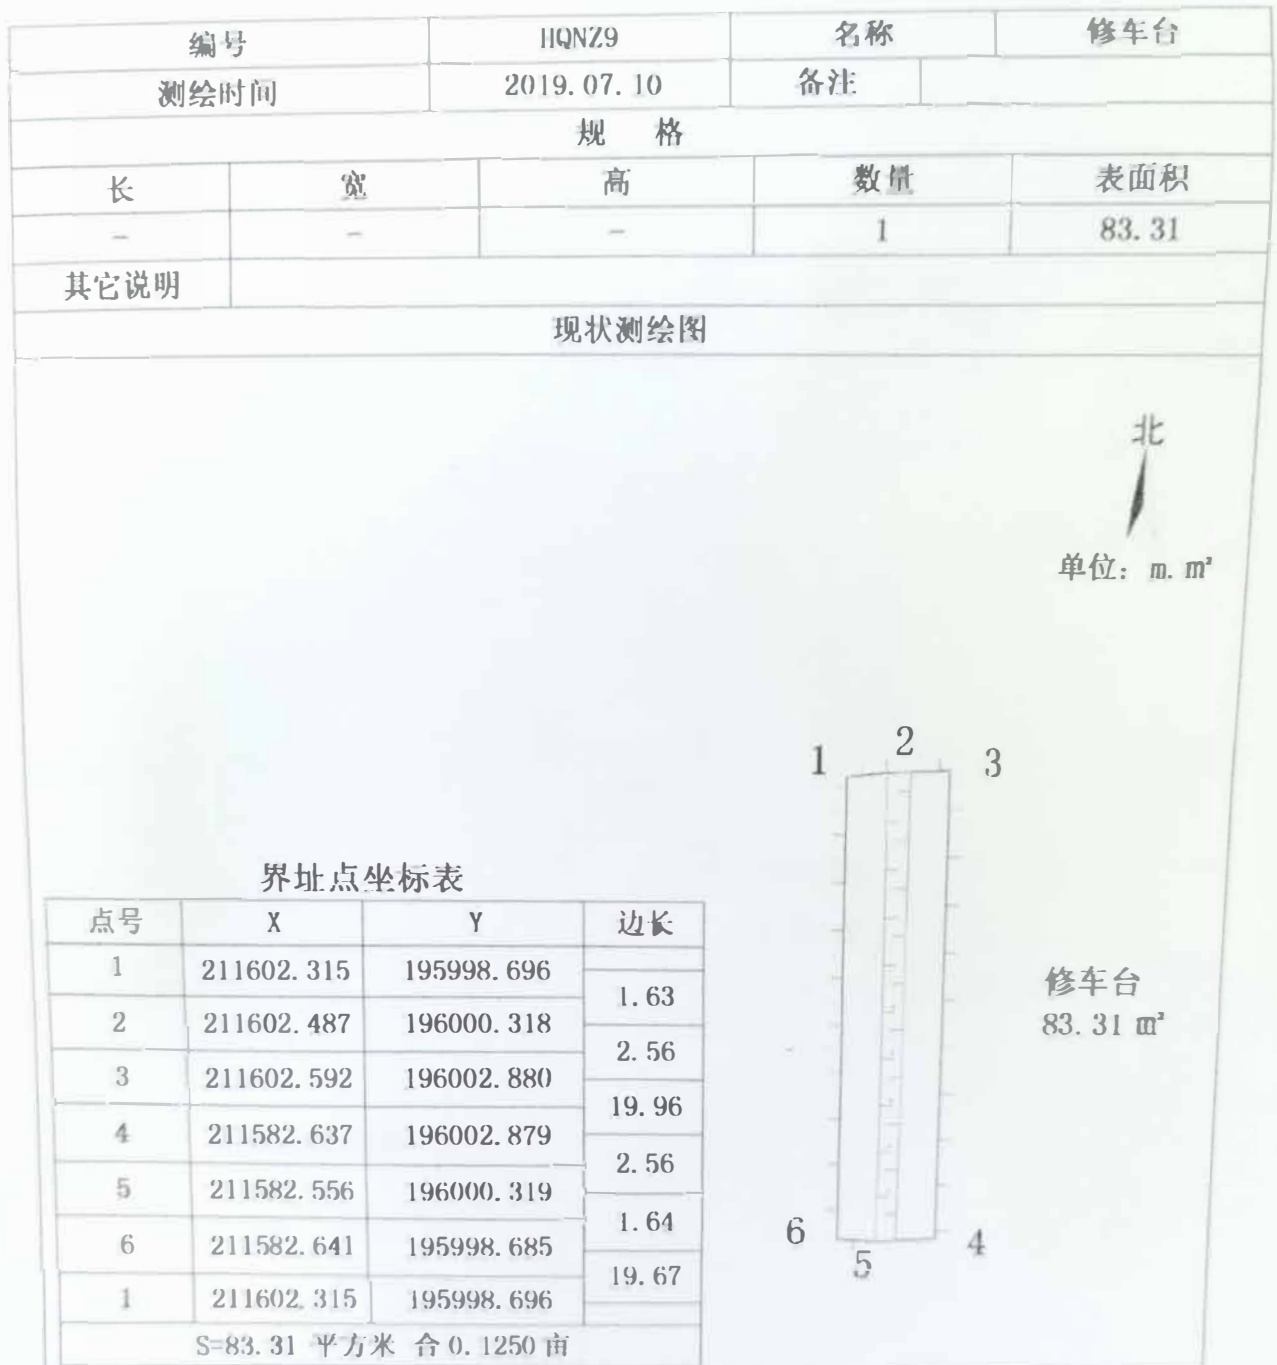 编号 HQNZ9 名称 修车台
测绘时间 2019.07.10 备注
规 格
长 宽 高 数量 表面积
- - - 1 83.31
其它说明
现状测绘图
北
单位：m.m²
1 2 3
修车台
83.31 m²
6 5 4
界址点坐标表
点号 X Y 边长
1 211602.315 195998.696
1.63
2 211602.487 196000.318
2.56
3 211602.592 196002.880
19.96
4 211582.637 196002.879
2.56
5 211582.556 196000.319
1.64
6 211582.641 195998.685
19.67
1 211602.315 195998.696
S=83.31 平方米 合0.1250亩